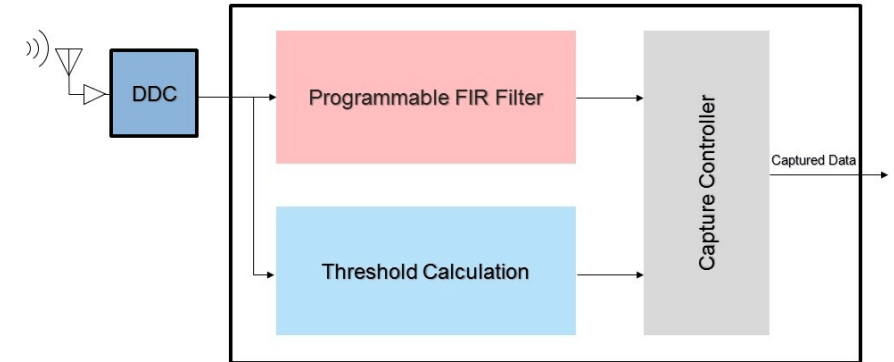 DDC
Programmable FIR Filter
Threshold Calculation
Capture Controller
Captured Data